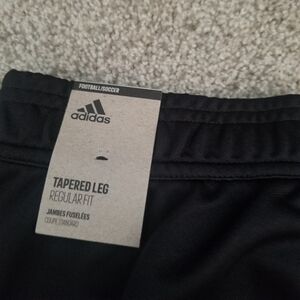 FOOTBALL/SOCCER
adidas
TAPERED LEG
REGULAR FIT
JAMBES FUSELÉES
COUPE STANDARD